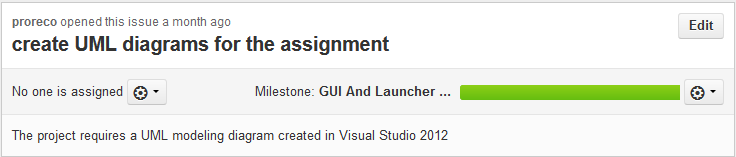 proreco opened this issue a month ago
Edit
create UML diagrams for the assignment
No one is assigned
Milestone: GUI And Launcher ...
The project requires a UML modeling diagram created in Visual Studio 2012